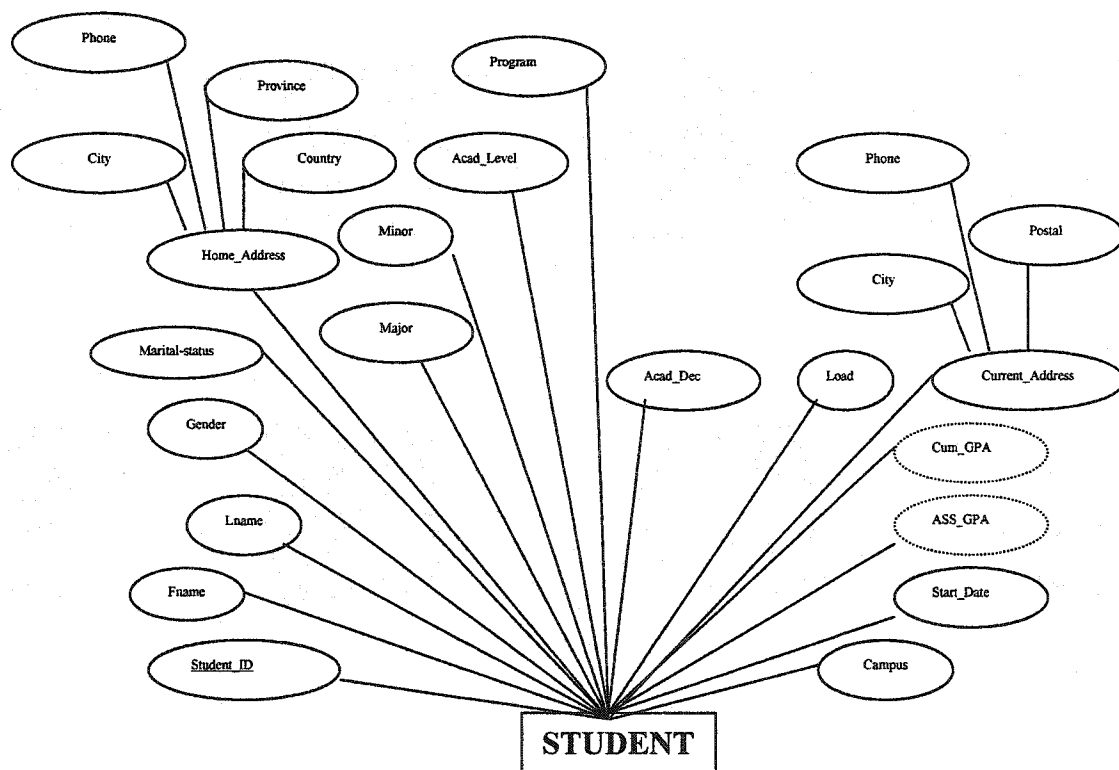 Phone
Program
Province
City
Country
Acad_Level
Phone
Minor
Postal
Home_Address
City
Major
Marital-status
Acad_Dec
Load
Current_Address
Gender
Cum_GPA
Lname
ASS_GPA
Fname
Start_Date
Student_ID
Campus
STUDENT